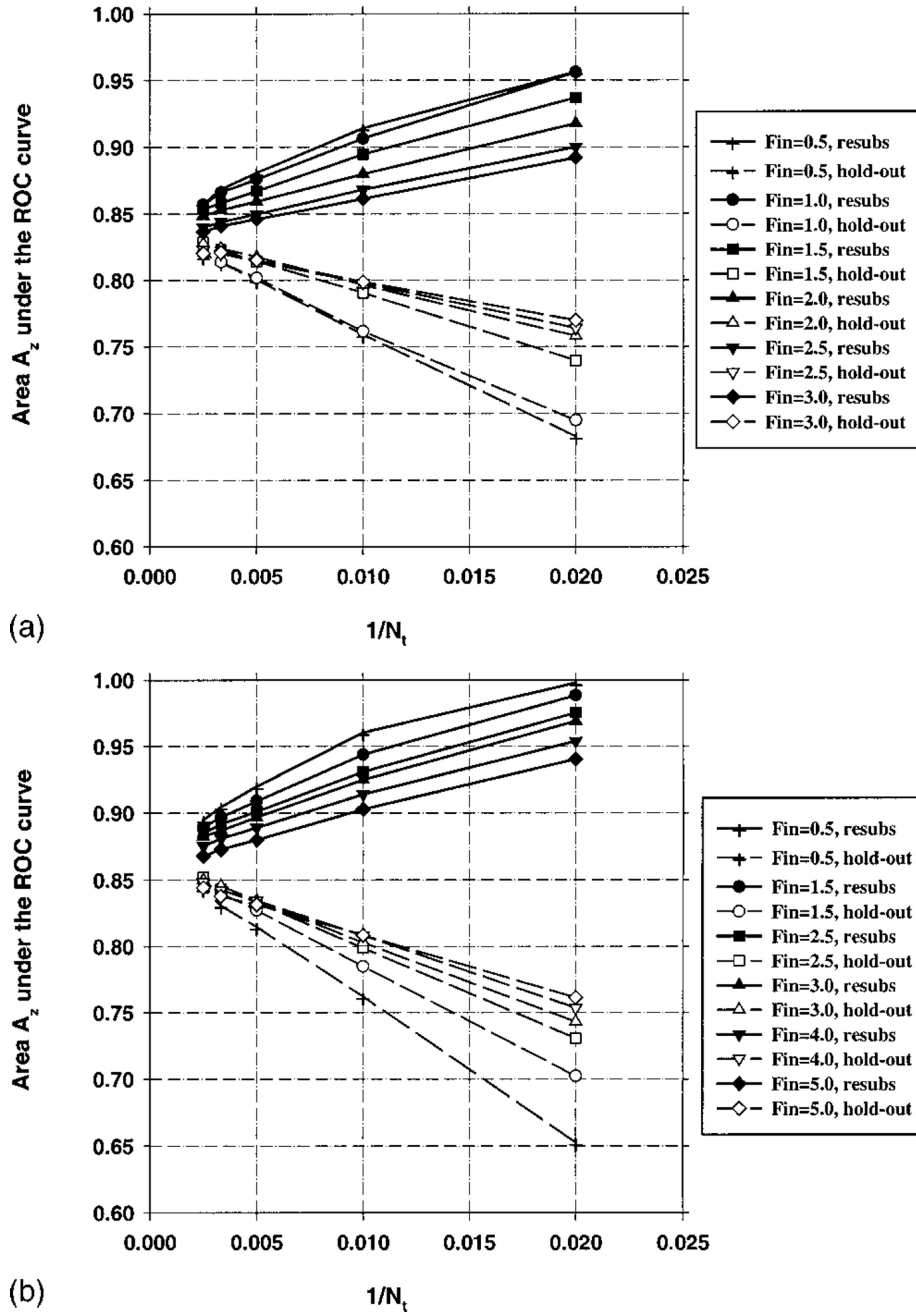 1.00
0.95
0.90
0.85
0.80
0.75
0.70
0.65
0.60
Area Az under the ROC curve
0.000 0.005 0.010 0.015 0.020 0.025
1/Nt
(a)
Fin=0.5, resubs
Fin=0.5, hold-out
Fin=1.0, resubs
Fin=1.0, hold-out
Fin=1.5, resubs
Fin=1.5, hold-out
Fin=2.0, resubs
Fin=2.0, hold-out
Fin=2.5, resubs
Fin=2.5, hold-out
Fin=3.0, resubs
Fin=3.0, hold-out
1.00
0.95
0.90
0.85
0.80
0.75
0.70
0.65
0.60
Area Az under the ROC curve
0.000 0.005 0.010 0.015 0.020 0.025
1/Nt
(b)
Fin=0.5, resubs
Fin=0.5, hold-out
Fin=1.5, resubs
Fin=1.5, hold-out
Fin=2.5, resubs
Fin=2.5, hold-out
Fin=3.0, resubs
Fin=3.0, hold-out
Fin=4.0, resubs
Fin=4.0, hold-out
Fin=5.0, resubs
Fin=5.0, hold-out